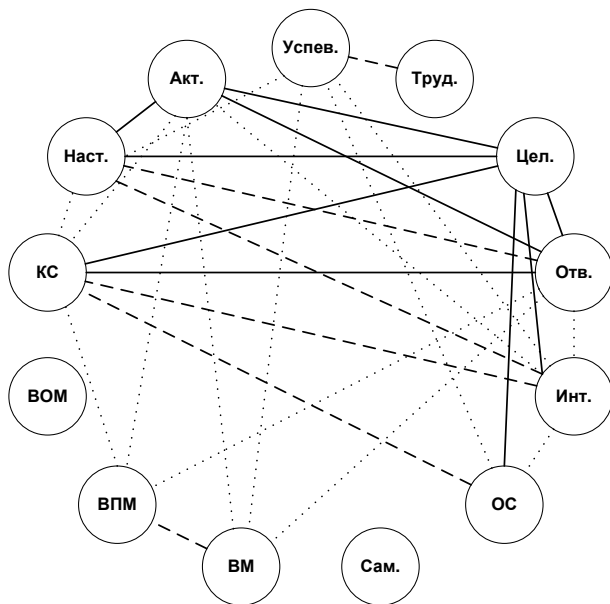 Успев.
Акт.
Труд.
Наст.
Цел.
КС
Отв.
ВОМ
Инт.
ВПМ
ОС
ВМ
Сам.